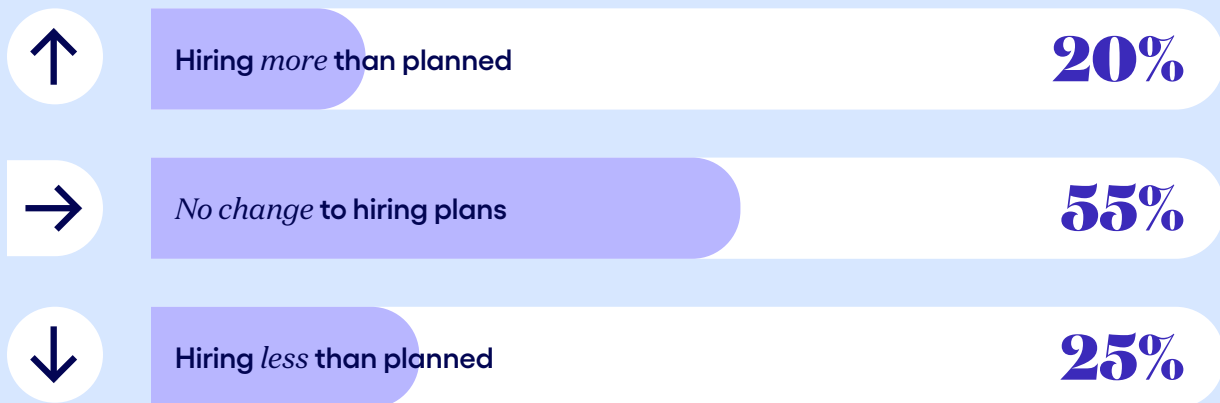 Hiring more than planned 20%
No change to hiring plans 55%
Hiring less than planned 25%